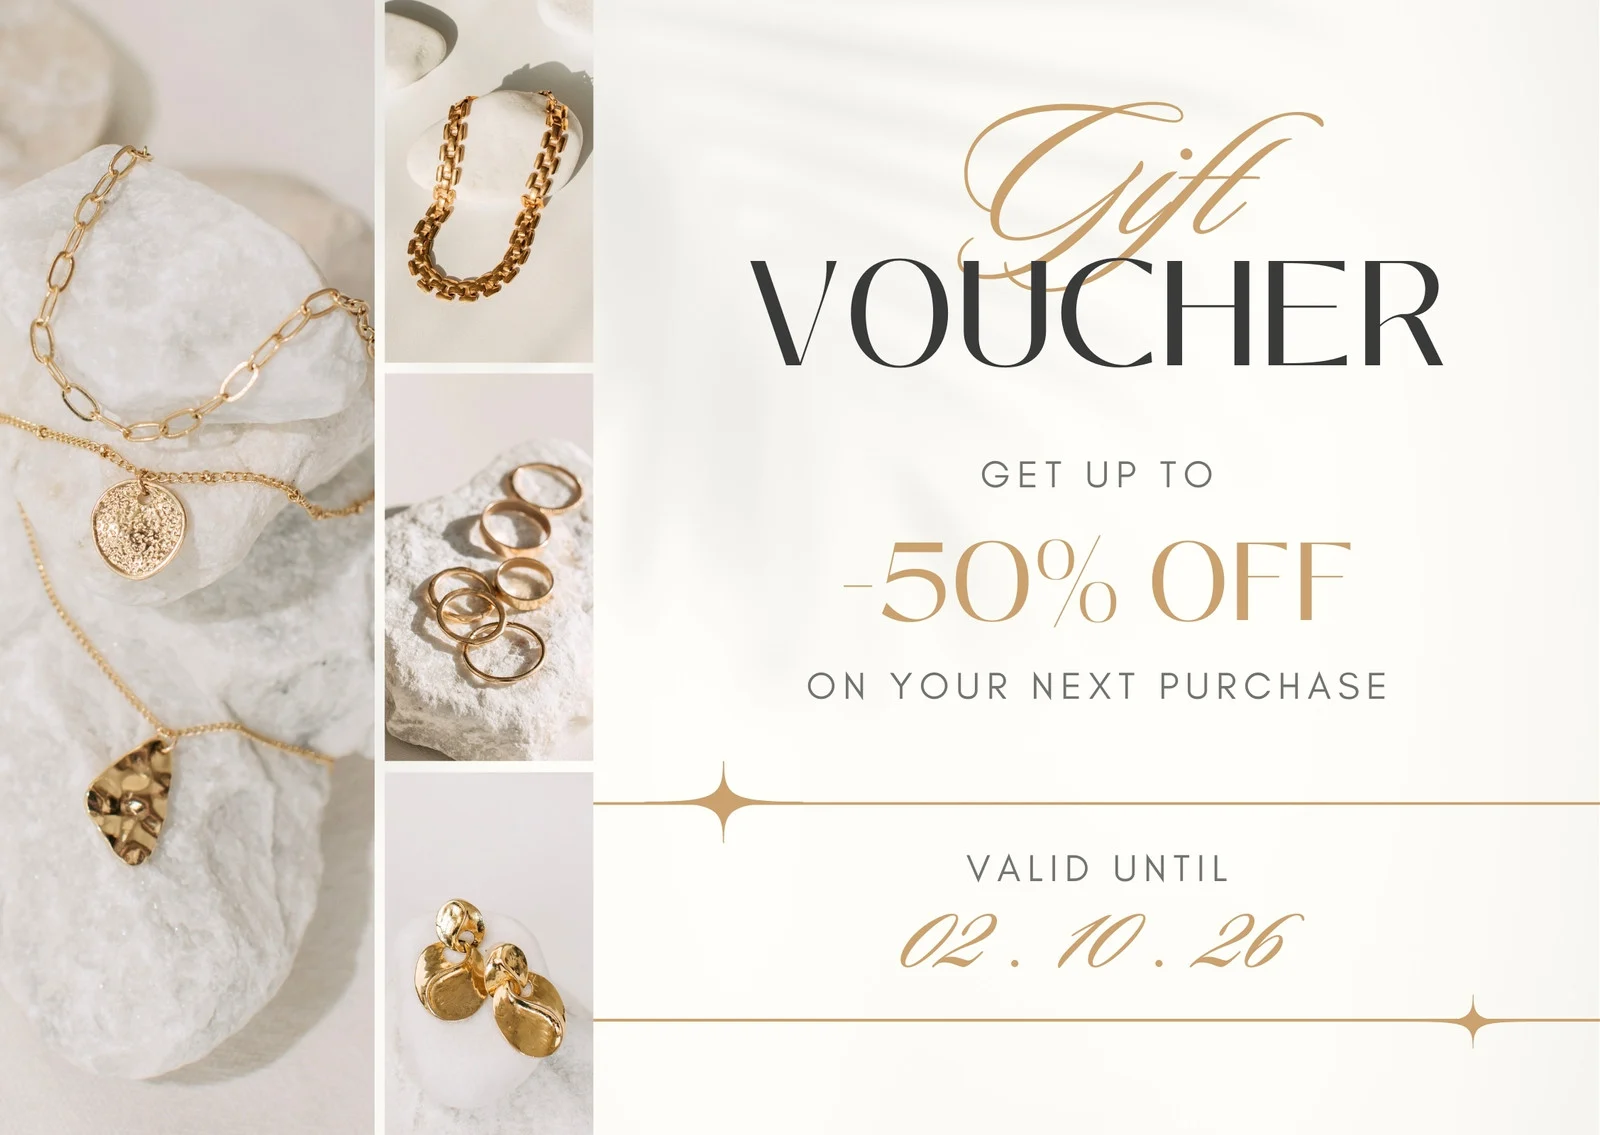 Gift
VOUCHER
GET UP TO
-50% OFF
ON YOUR NEXT PURCHASE
VALID UNTIL
02 . 10 . 26